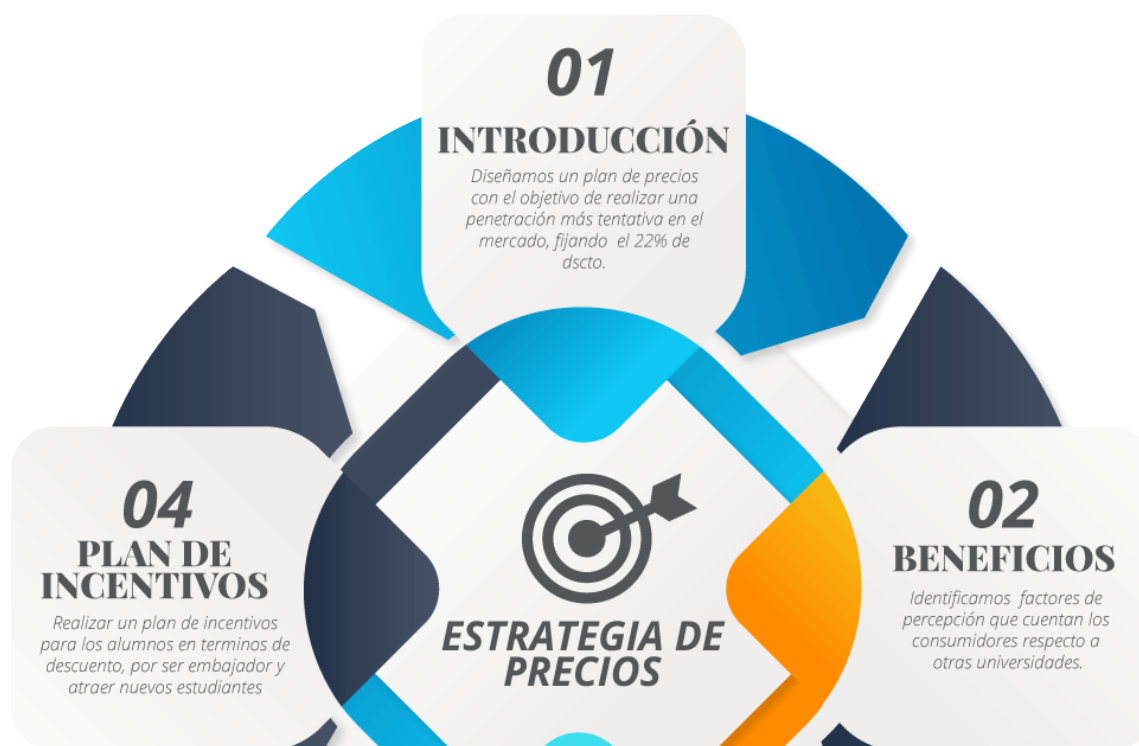 01
INTRODUCCIÓN
Diseñamos un plan de precios
con el objetivo de realizar una
penetración más tentativa en el
mercado, fijando  el 22% de
dscto.
04
PLAN DE
INCENTIVOS
Realizar un plan de incentivos
para los alumnos en terminos de
descuento, por ser embajador y
atraer nuevos estudiantes
ESTRATEGIA DE
PRECIOS
02
BENEFICIOS
Identificamos  factores de
percepción que cuentan los
consumidores respecto a
otras universidades.